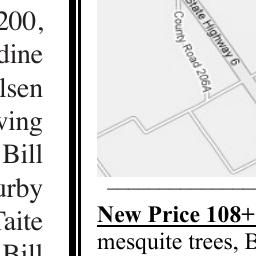 200,
dine
lsen
ving
Bill
urby
Taite
Bill
State Highway 6
County Road 206A
New Price 108+
mesquite trees, B